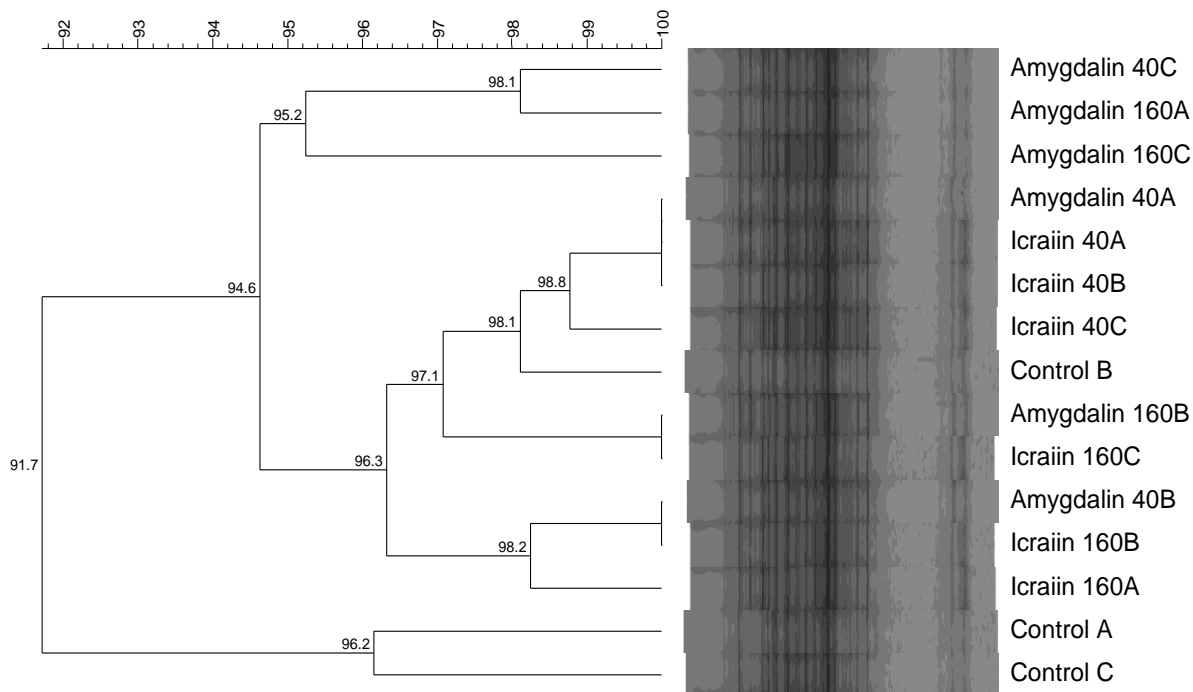 92 93 94 95 96 97 98 99 100
Amygdalin 40C
98.1
Amygdalin 160A
95.2
Amygdalin 160C
Amygdalin 40A
Icraiin 40A
98.8
Icraiin 40B
94.6
98.1
Icraiin 40C
Control B
97.1
Amygdalin 160B
91.7
96.3
Icraiin 160C
Amygdalin 40B
98.2
Icraiin 160B
Icraiin 160A
Control A
96.2
Control C